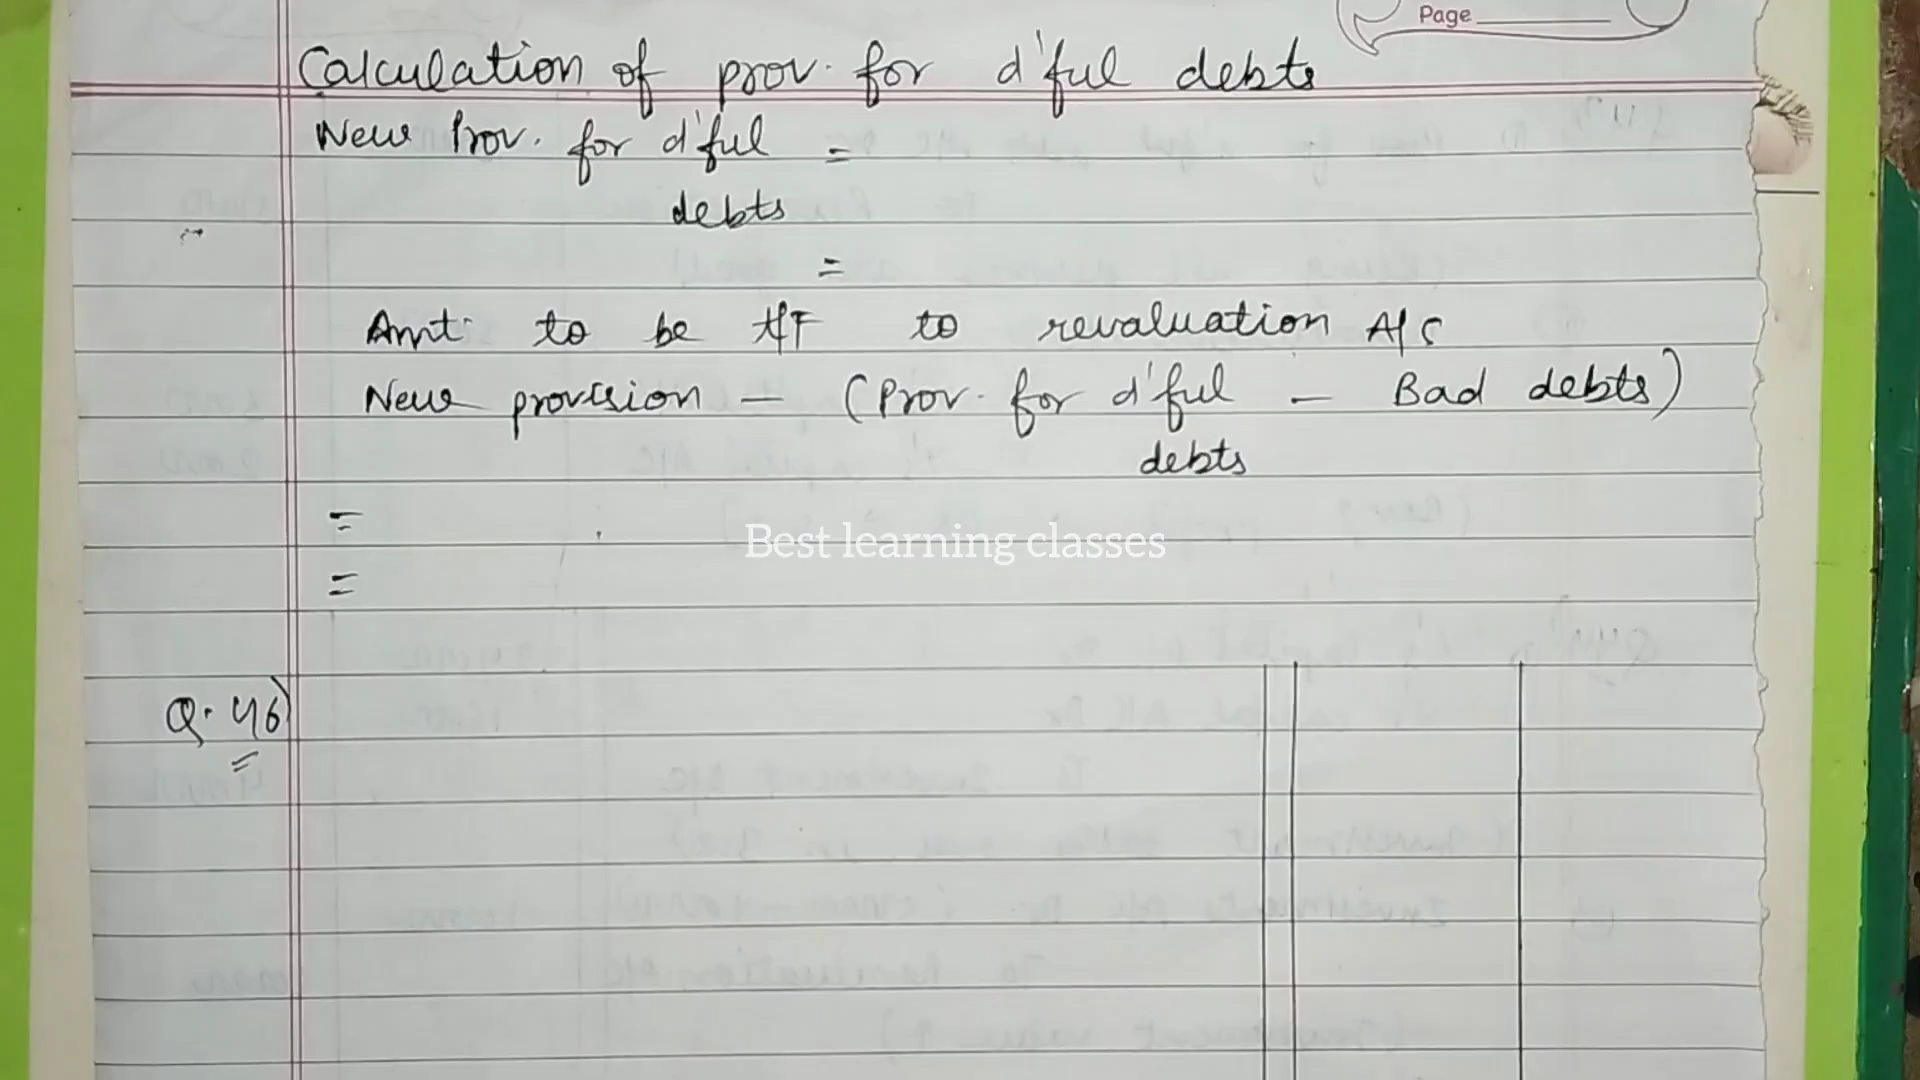 Page
Calculation of prov. for d'ful debts
New Prov. for d'ful =
debts
=
Amt. to be t/f to revaluation A/c
New provision - (Prov. for d'ful - Bad debts)
debts
=
Best learning classes
=
Q. 46)